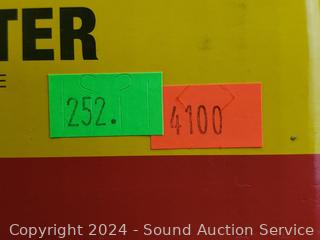 TER
E
252.
4100
Copyright 2024 - Sound Auction Service